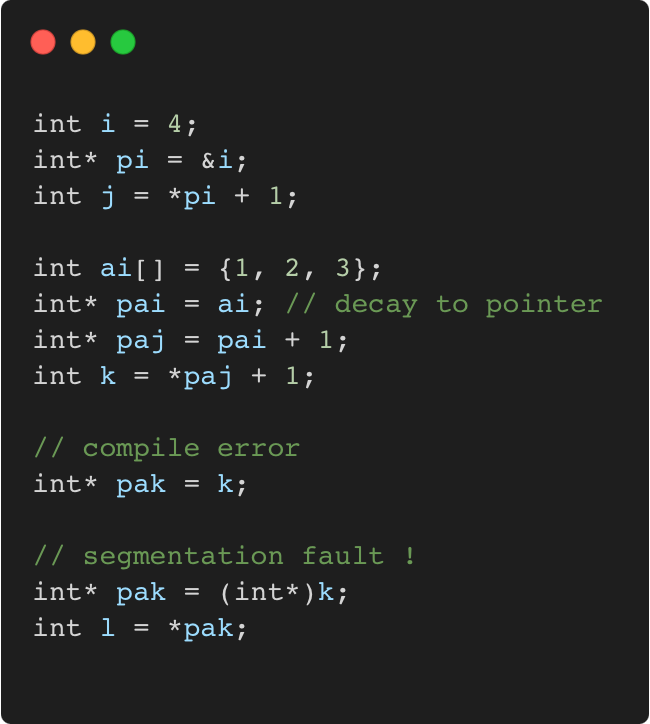 int i = 4;
int* pi = &i;
int j = *pi + 1;
int ai[] = {1, 2, 3};
int* pai = ai; // decay to pointer
int* paj = pai + 1;
int k = *paj + 1;
// compile error
int* pak = k;
// segmentation fault !
int* pak = (int*)k;
int l = *pak;